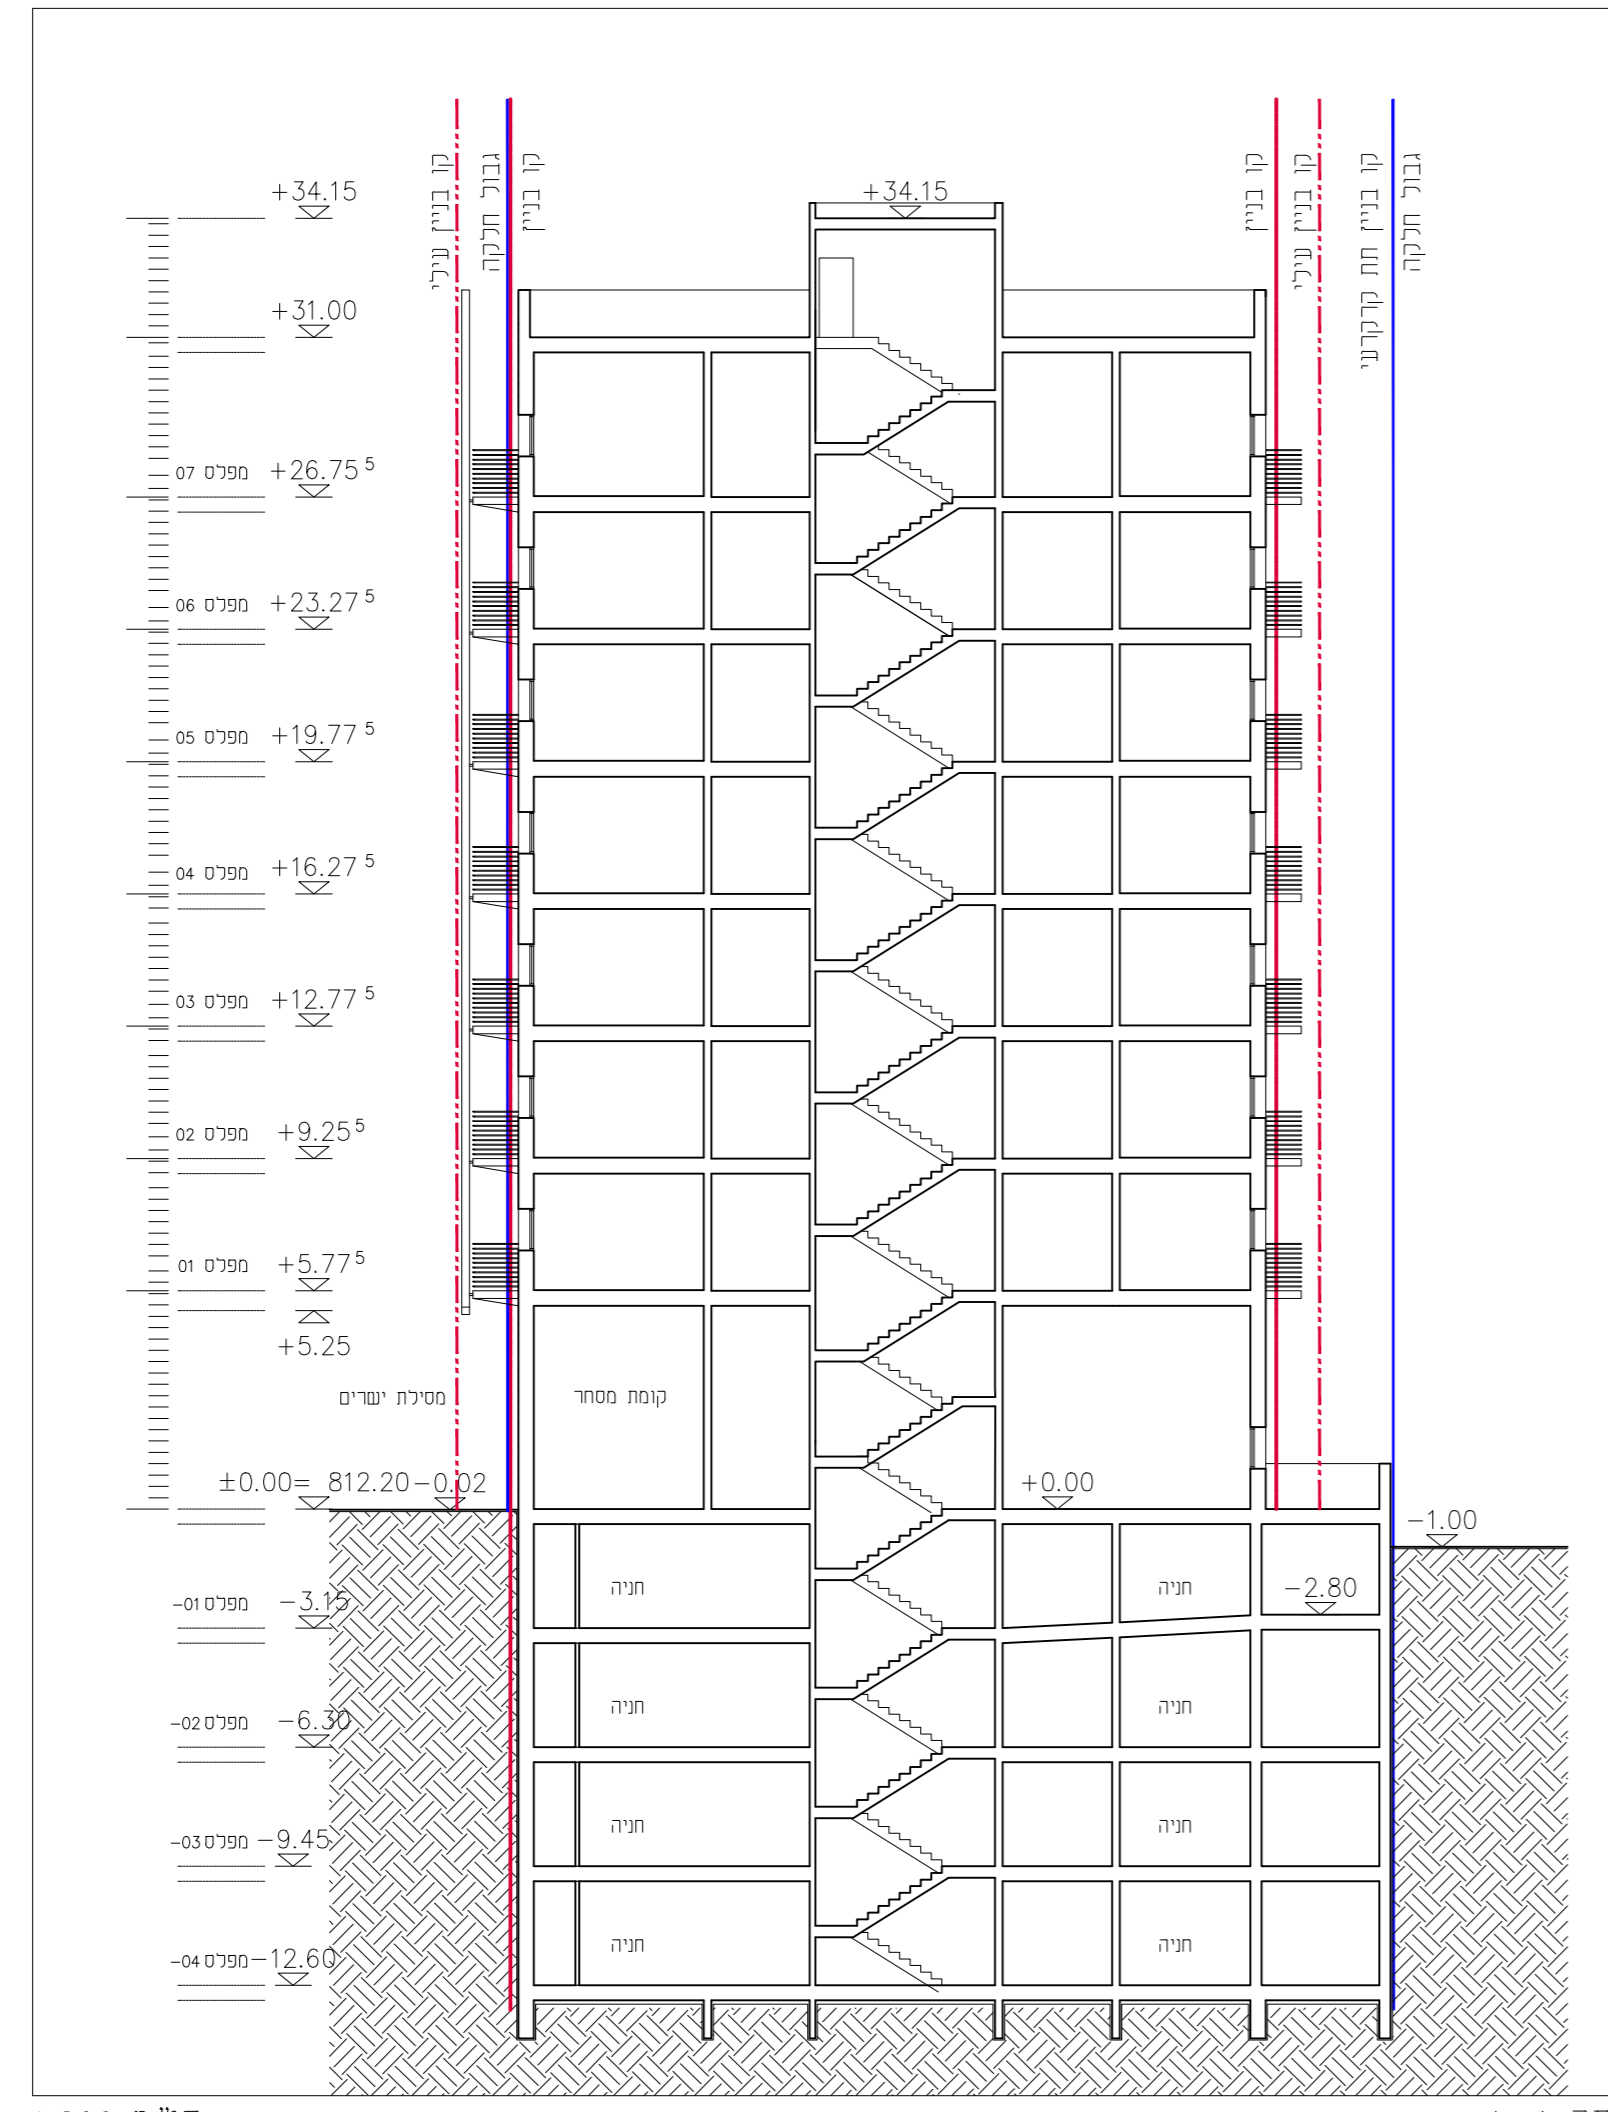 קו בניין עילי
גבול חלקה
קו בניין
קו בניין
קו בניין עילי
קו בניין תת קרקעי
גבול חלקה
+34.15
+34.15
+31.00
מפלס 07 +26.75 5
מפלס 06 +23.27 5
מפלס 05 +19.77 5
מפלס 04 +16.27 5
מפלס 03 +12.77 5
מפלס 02 +9.25 5
מפלס 01 +5.77 5
+5.25
מסילת ישרים
קומת מסחר
±0.00= 812.20 -0.02
+0.00
-1.00
חניה
חניה
-2.80
מפלס 01- -3.15
חניה
חניה
מפלס 02- -6.30
חניה
חניה
מפלס 03- -9.45
חניה
חניה
מפלס 04- -12.60